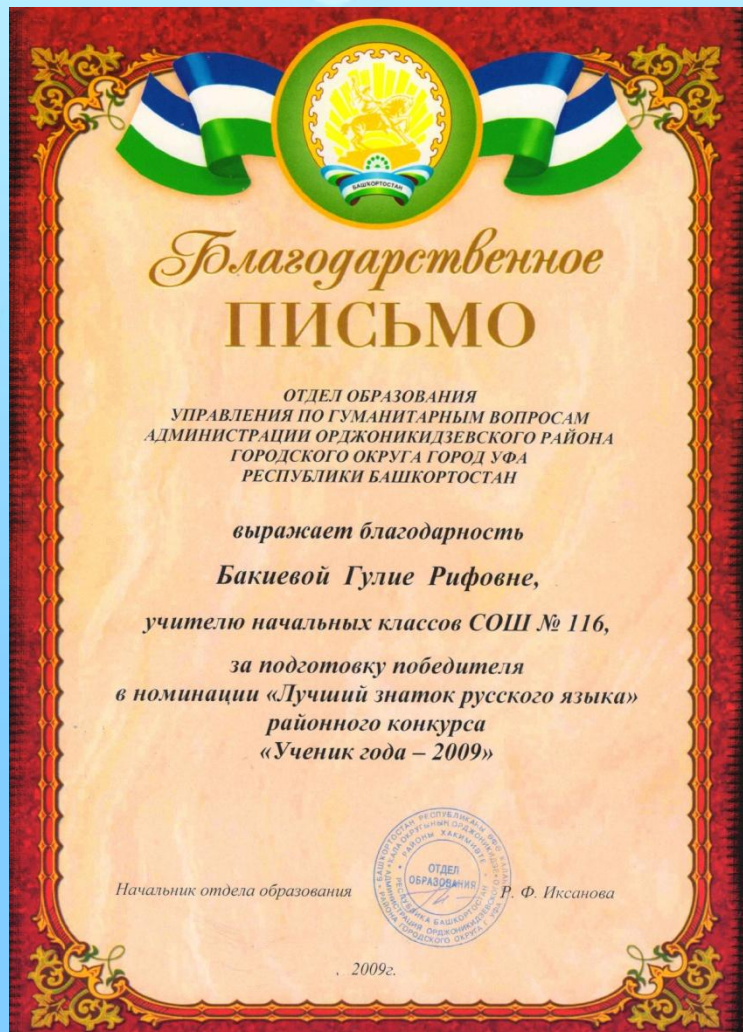 БАШКОРТОСТАН
Благодарственное
ПИСЬМО
ОТДЕЛ ОБРАЗОВАНИЯ
УПРАВЛЕНИЯ ПО ГУМАНИТАРНЫМ ВОПРОСАМ
АДМИНИСТРАЦИИ ОРДЖОНИКИДЗЕВСКОГО РАЙОНА
ГОРОДСКОГО ОКРУГА ГОРОД УФА
РЕСПУБЛИКИ БАШКОРТОСТАН
выражает благодарность
Бакиевой Гулие Рифовне,
учителю начальных классов СОШ № 116,
за подготовку победителя
в номинации «Лучший знаток русского языка»
районного конкурса
«Ученик года – 2009»
ОТДЕЛ
ОБРАЗОВАНИЯ
РЕСПУБЛИКА БАШКОРТОСТАН
Начальник отдела образования Р. Ф. Иксанова
. 2009г.